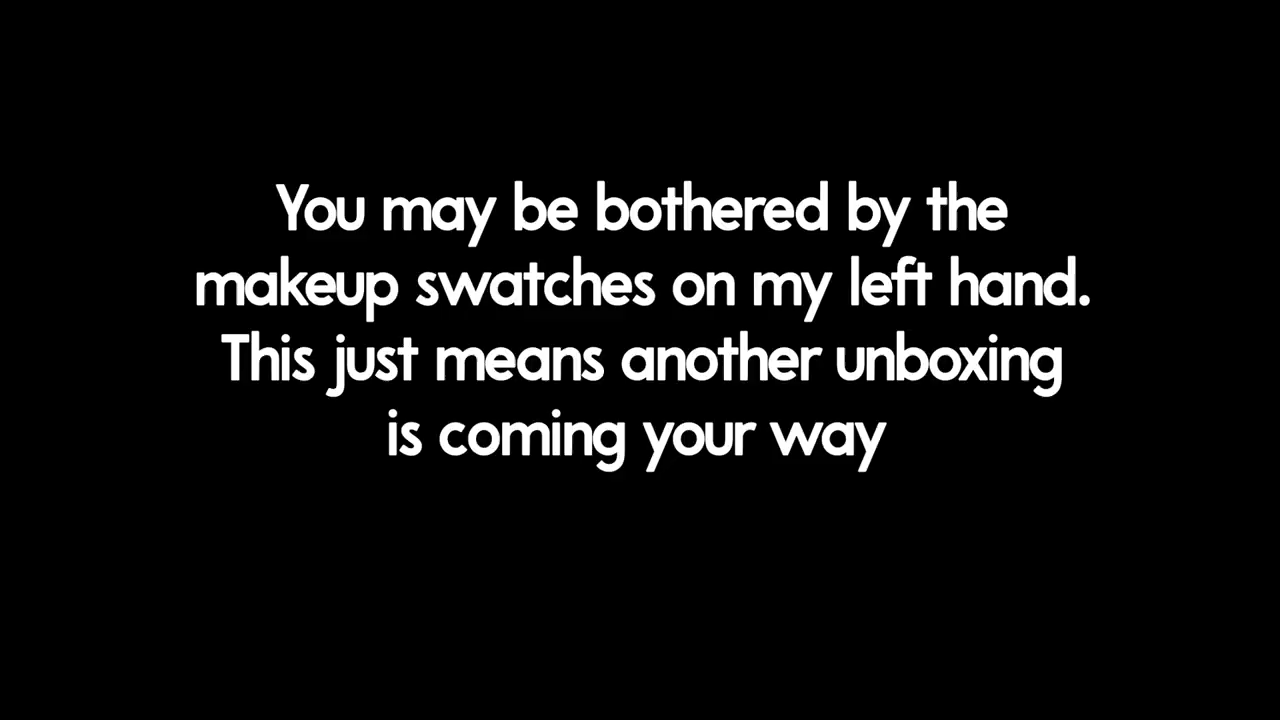 You may be bothered by the
makeup swatches on my left hand.
This just means another unboxing
is coming your way